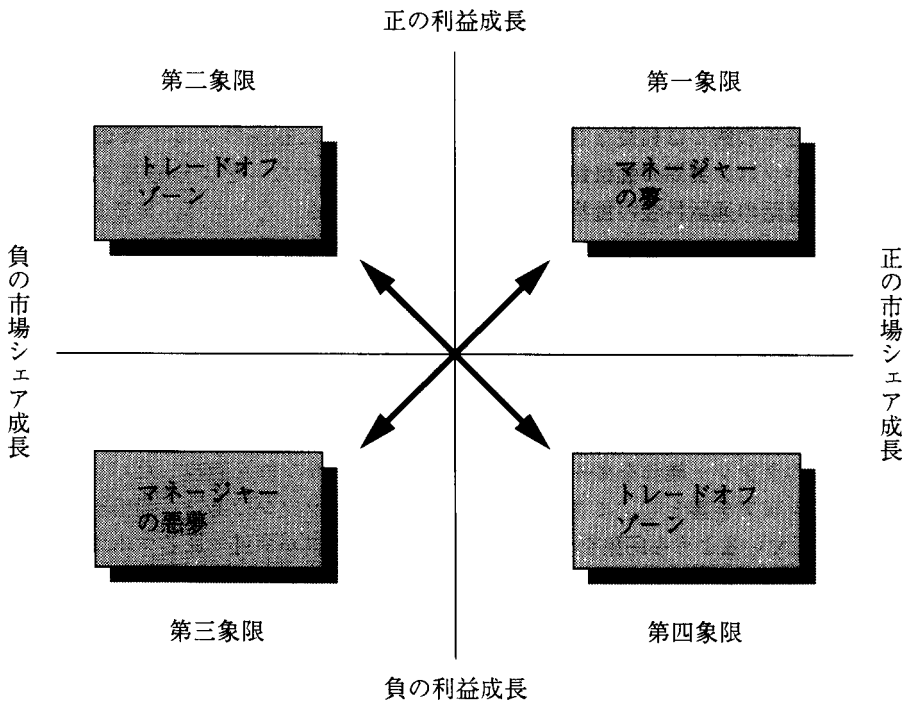 正の利益成長
第二象限
第一象限
トレードオフ
ゾーン
マネージャー
の夢
負の市場シェア成長
正の市場シェア成長
マネージャー
の悪夢
トレードオフ
ゾーン
第三象限
第四象限
負の利益成長